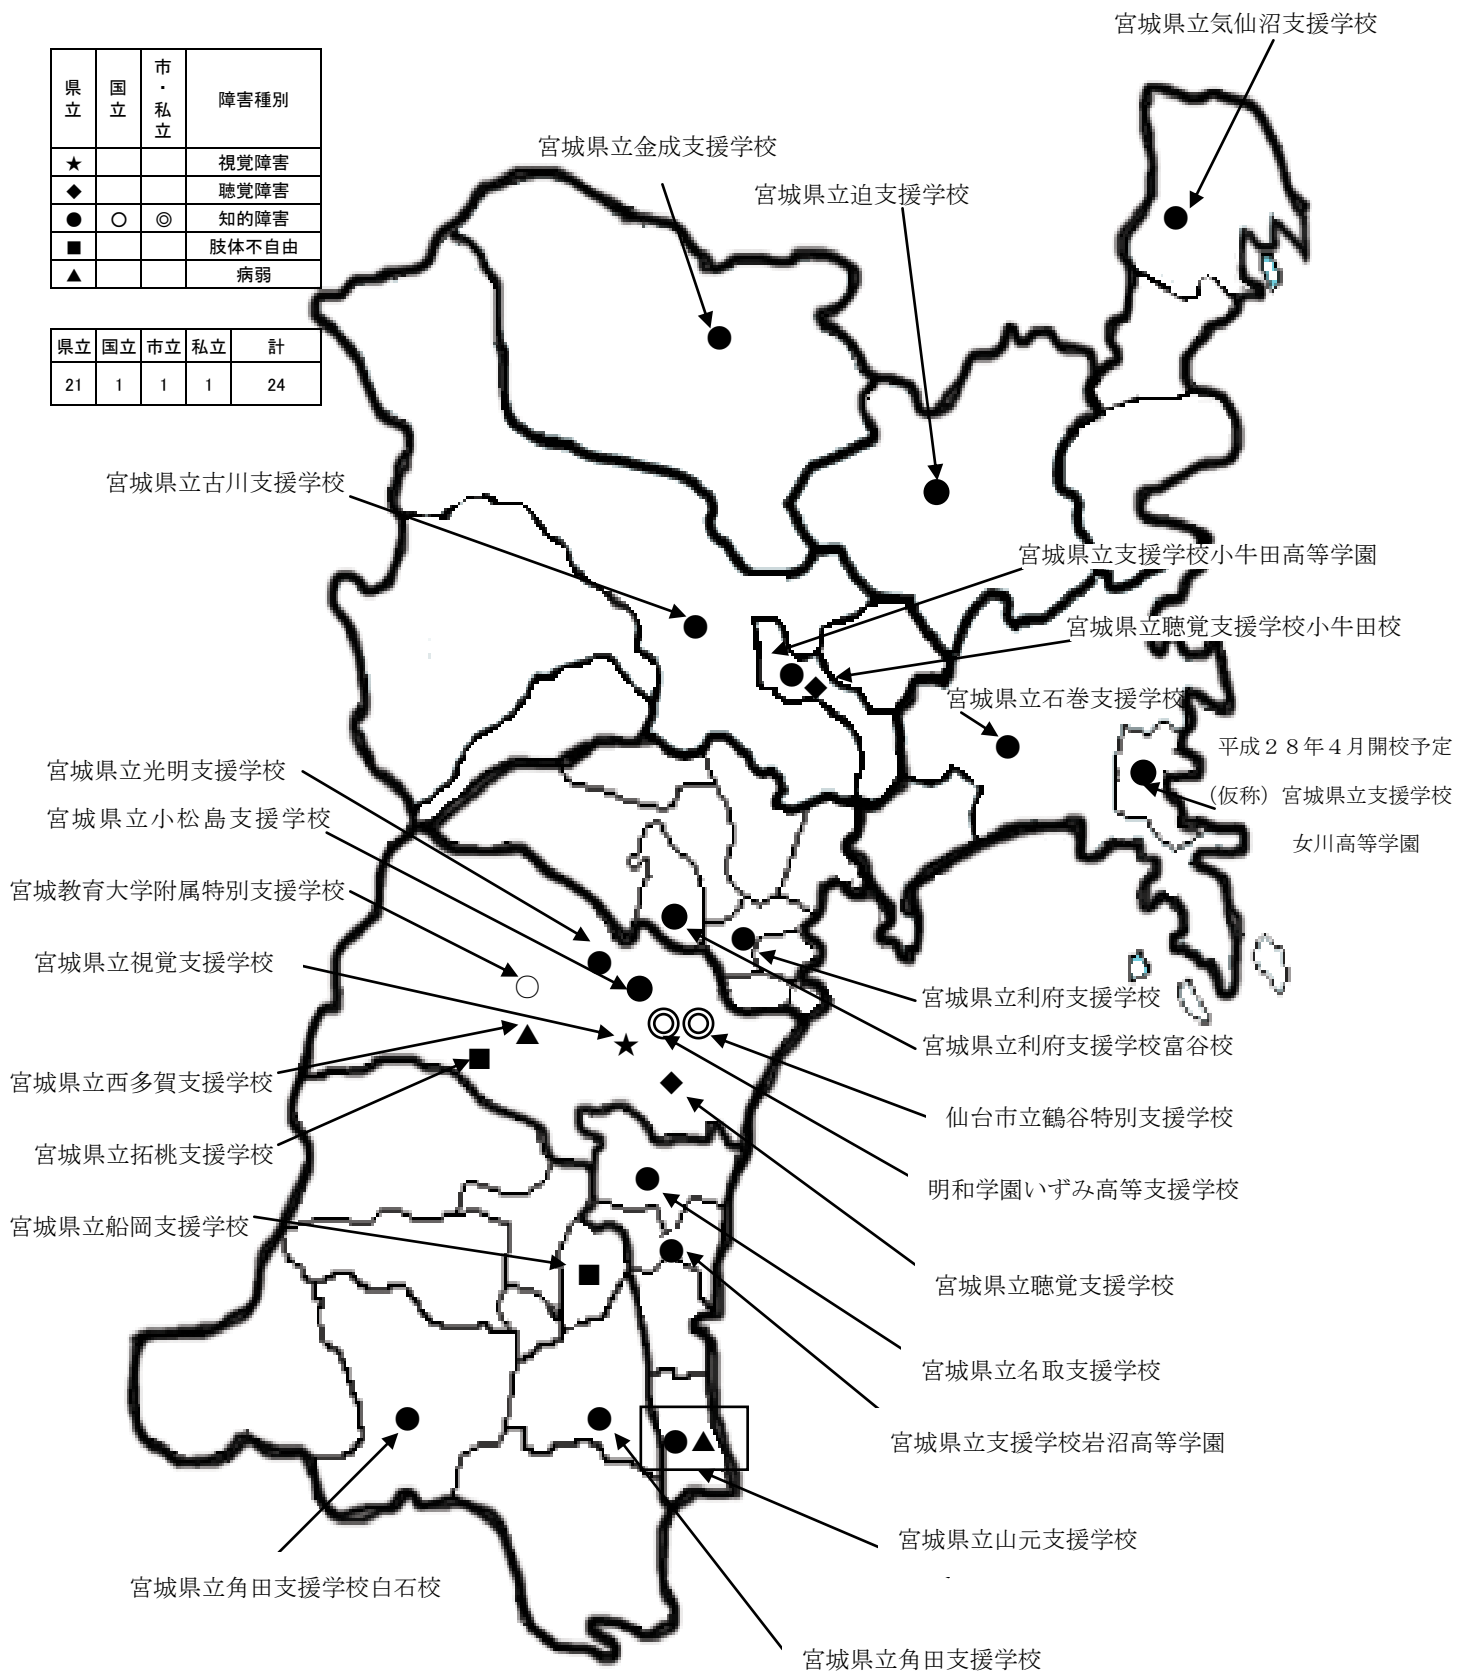 宮城県立気仙沼支援学校
県立 国立 市・私立 障害種別
★ 視覚障害
◆ 聴覚障害
● ○ ◎ 知的障害
■ 肢体不自由
▲ 病弱
県立 国立 市立 私立 計
21 1 1 1 24
宮城県立金成支援学校
宮城県立迫支援学校
宮城県立古川支援学校
宮城県立支援学校小牛田高等学園
宮城県立聴覚支援学校小牛田校
宮城県立石巻支援学校
平成28年4月開校予定
(仮称) 宮城県立支援学校
女川高等学園
宮城県立光明支援学校
宮城県立小松島支援学校
宮城教育大学附属特別支援学校
宮城県立視覚支援学校
宮城県立西多賀支援学校
宮城県立拓桃支援学校
宮城県立船岡支援学校
宮城県立利府支援学校
宮城県立利府支援学校富谷校
仙台市立鶴谷特別支援学校
明和学園いずみ高等支援学校
宮城県立聴覚支援学校
宮城県立名取支援学校
宮城県立支援学校岩沼高等学園
宮城県立山元支援学校
宮城県立角田支援学校白石校
宮城県立角田支援学校